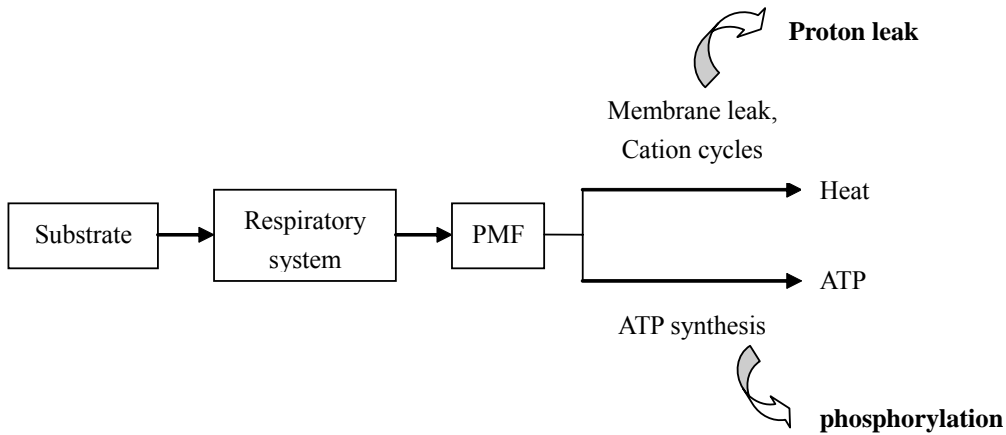 Proton leak
Membrane leak,
Cation cycles
Heat
Substrate
Respiratory
system
PMF
ATP
ATP synthesis
phosphorylation